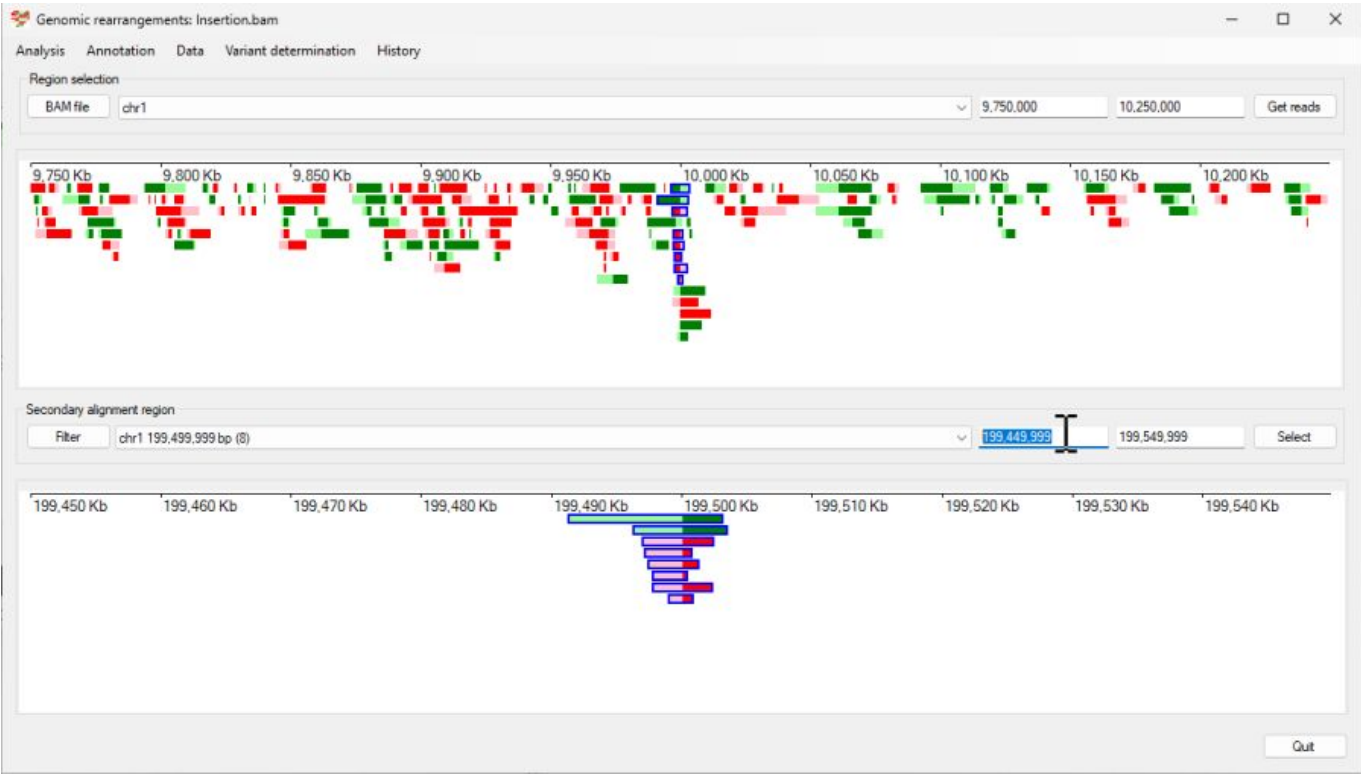 Genomic rearrangements: Insertion.bam
Analysis Annotation Data Variant determination History
Region selection
BAM file chr1 9,750,000 10,250,000 Get reads
9,750 Kb 9,800 Kb 9,850 Kb 9,900 Kb 9,950 Kb 10,000 Kb 10,050 Kb 10,100 Kb 10,150 Kb 10,200 Kb
Secondary alignment region
Filter chr1 199,499,999 bp (8) 199,449,999 199,549,999 Select
199,450 Kb 199,460 Kb 199,470 Kb 199,480 Kb 199,490 Kb 199,500 Kb 199,510 Kb 199,520 Kb 199,530 Kb 199,540 Kb
Quit